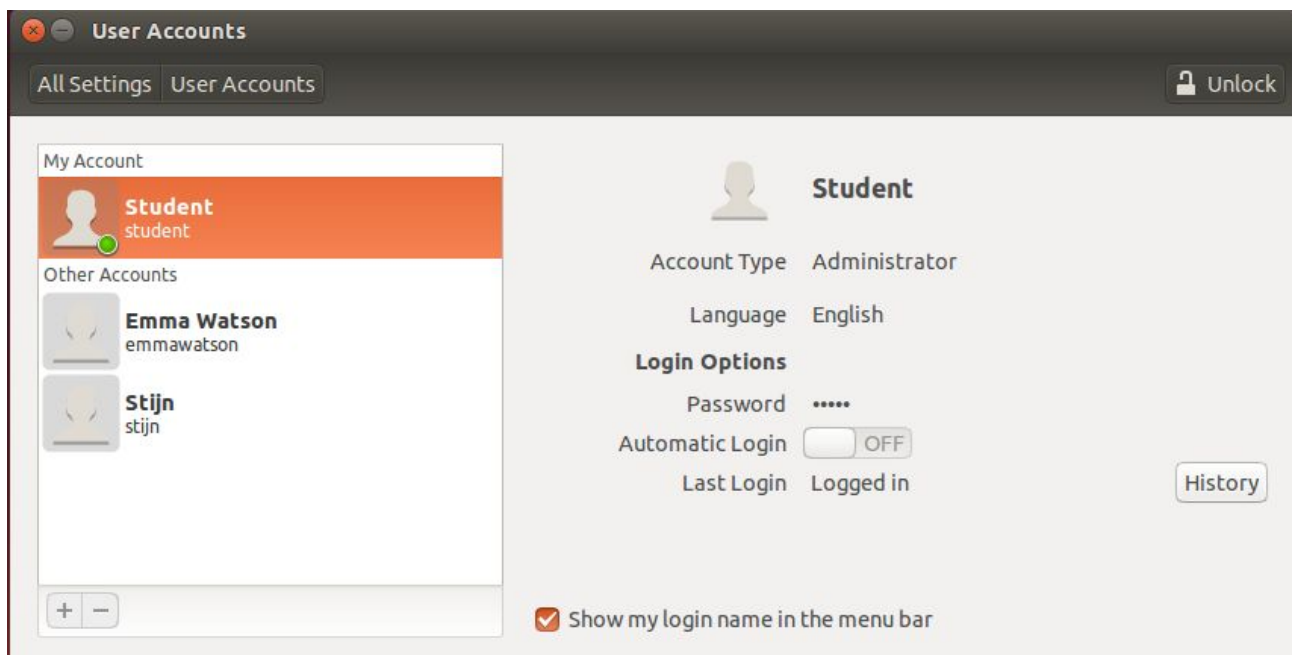 User Accounts
All Settings User Accounts Unlock
My Account
Student
student
Other Accounts
Emma Watson
emmawatson
Stijn
stijn
Student
Account Type Administrator
Language English
Login Options
Password •••••
Automatic Login OFF
Last Login Logged in History
+ −
Show my login name in the menu bar